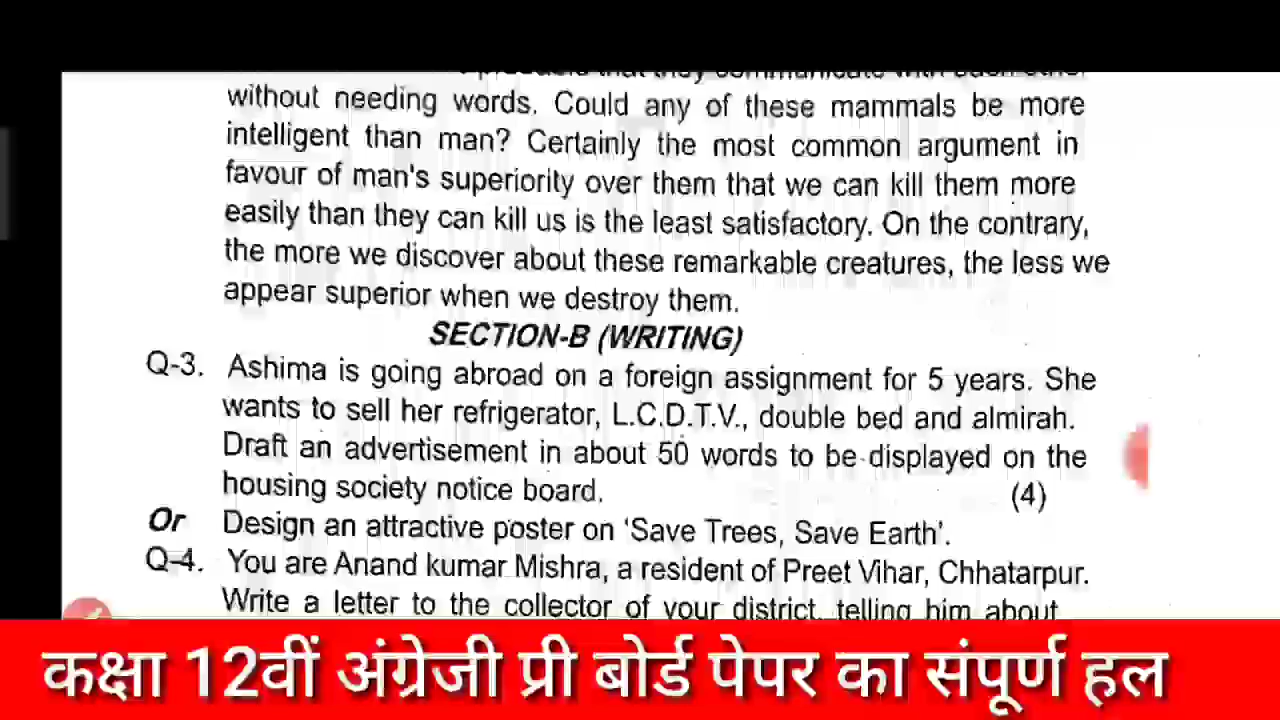 without needing words. Could any of these mammals be more
intelligent than man? Certainly the most common argument in
favour of man's superiority over them that we can kill them more
easily than they can kill us is the least satisfactory. On the contrary,
the more we discover about these remarkable creatures, the less we
appear superior when we destroy them.
SECTION-B (WRITING)
Q-3. Ashima is going abroad on a foreign assignment for 5 years. She
wants to sell her refrigerator, L.C.D.T.V., double bed and almirah.
Draft an advertisement in about 50 words to be displayed on the
housing society notice board. (4)
Or Design an attractive poster on 'Save Trees, Save Earth'.
Q-4. You are Anand kumar Mishra, a resident of Preet Vihar, Chhatarpur.
Write a letter to the collector of your district, telling him about
कक्षा 12वीं अंग्रेजी प्री बोर्ड पेपर का संपूर्ण हल